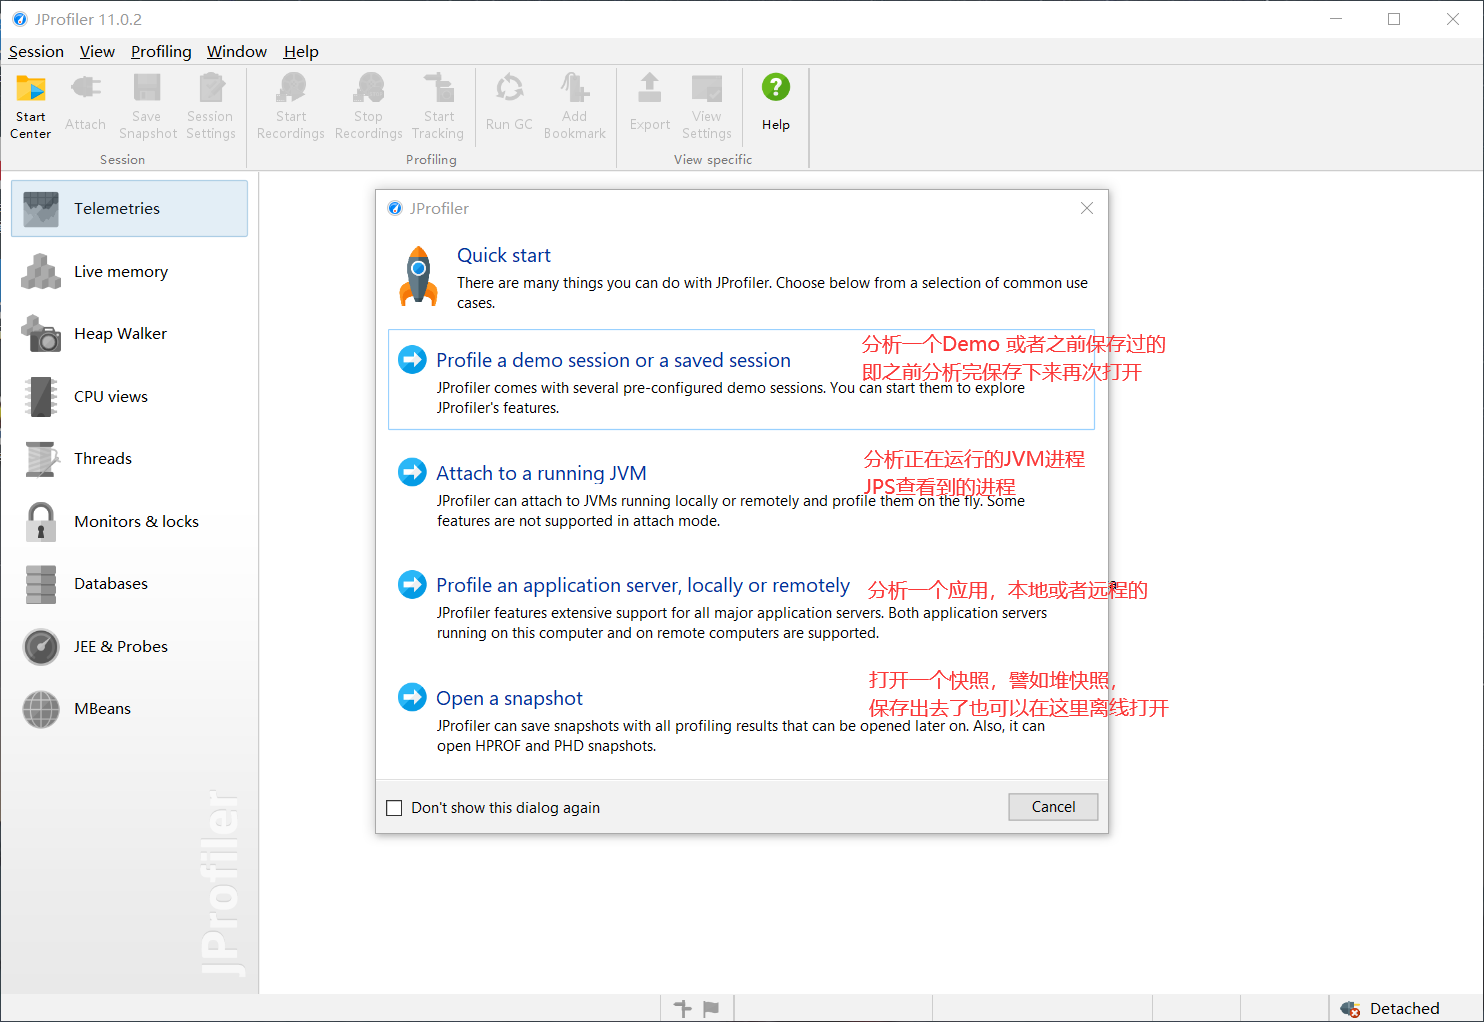 JProfiler 11.0.2
Session View Profiling Window Help
Start Center
Attach
Save Snapshot
Session Settings
Start Recordings
Stop Recordings
Start Tracking
Run GC
Add Bookmark
Export
View Settings
Help
Session
Profiling
View specific
Telemetries
Live memory
Heap Walker
CPU views
Threads
Monitors & locks
Databases
JEE & Probes
MBeans
JProfiler
JProfiler
Quick start
There are many things you can do with JProfiler. Choose below from a selection of common use
cases.
Profile a demo session or a saved session
分析一个Demo 或者之前保存过的
即之前分析完保存下来再次打开
JProfiler comes with several pre-configured demo sessions. You can start them to explore
JProfiler's features.
Attach to a running JVM
分析正在运行的JVM进程
JPS查看到的进程
JProfiler can attach to JVMs running locally or remotely and profile them on the fly. Some
features are not supported in attach mode.
Profile an application server, locally or remotely
分析一个应用，本地或者远程的
JProfiler features extensive support for all major application servers. Both application servers
running on this computer and on remote computers are supported.
Open a snapshot
打开一个快照，譬如堆快照，
保存出去了也可以在这里离线打开
JProfiler can save snapshots with all profiling results that can be opened later on. Also, it can
open HPROF and PHD snapshots.
Don't show this dialog again
Cancel
Detached